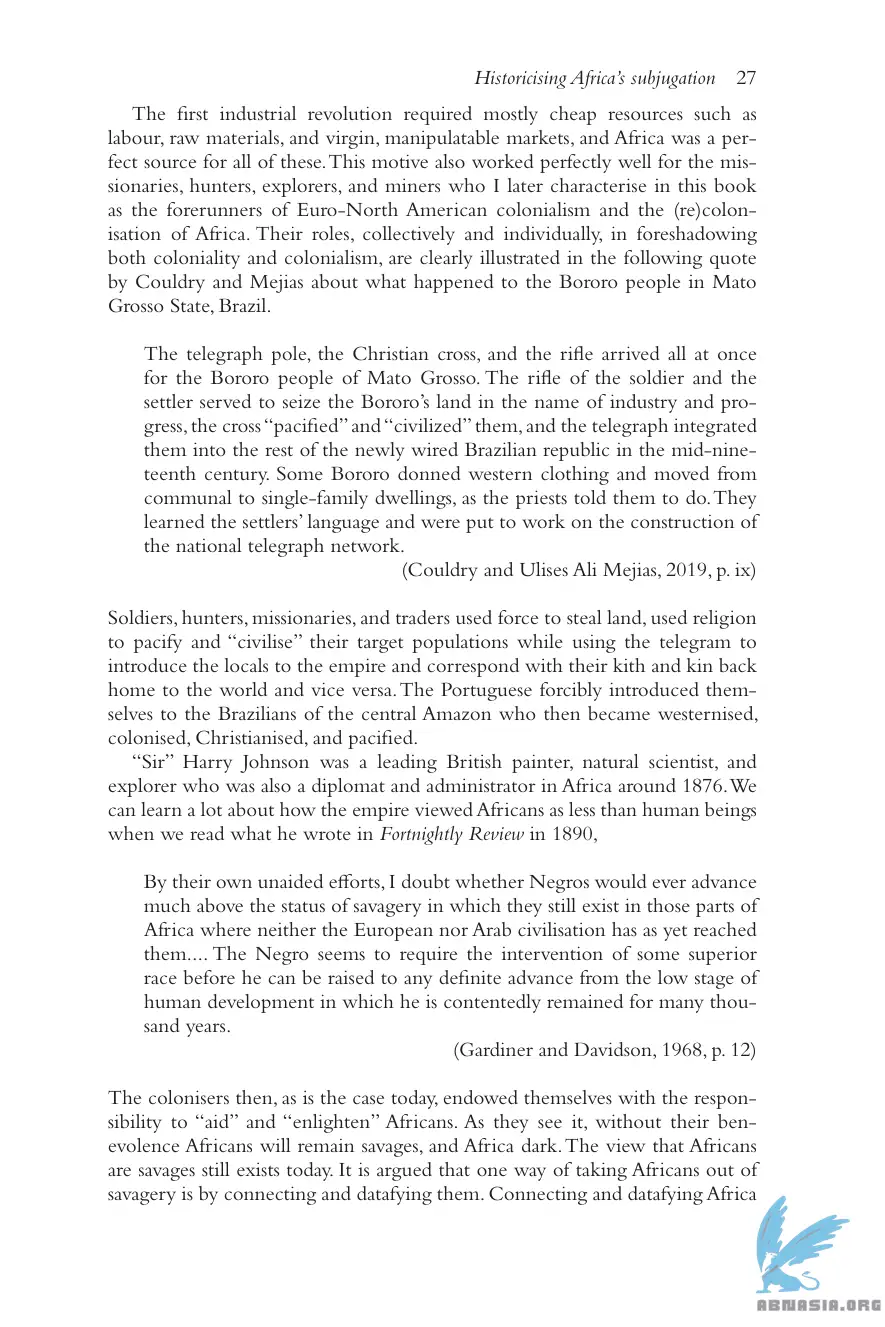 Historicising Africa's subjugation 27
The first industrial revolution required mostly cheap resources such as
labour, raw materials, and virgin, manipulatable markets, and Africa was a per-
fect source for all of these. This motive also worked perfectly well for the mis-
sionaries, hunters, explorers, and miners who I later characterise in this book
as the forerunners of Euro-North American colonialism and the (re)colon-
isation of Africa. Their roles, collectively and individually, in foreshadowing
both coloniality and colonialism, are clearly illustrated in the following quote
by Couldry and Mejias about what happened to the Bororo people in Mato
Grosso State, Brazil.
The telegraph pole, the Christian cross, and the rifle arrived all at once
for the Bororo people of Mato Grosso. The rifle of the soldier and the
settler served to seize the Bororo's land in the name of industry and pro-
gress, the cross “pacified” and “civilized” them, and the telegraph integrated
them into the rest of the newly wired Brazilian republic in the mid-nine-
teenth century. Some Bororo donned western clothing and moved from
communal to single-family dwellings, as the priests told them to do. They
learned the settlers' language and were put to work on the construction of
the national telegraph network.
(Couldry and Ulises Ali Mejias, 2019, p. ix)
Soldiers, hunters, missionaries, and traders used force to steal land, used religion
to pacify and “civilise” their target populations while using the telegram to
introduce the locals to the empire and correspond with their kith and kin back
home to the world and vice versa. The Portuguese forcibly introduced them-
selves to the Brazilians of the central Amazon who then became westernised,
colonised, Christianised, and pacified.
“Sir” Harry Johnson was a leading British painter, natural scientist, and
explorer who was also a diplomat and administrator in Africa around 1876. We
can learn a lot about how the empire viewed Africans as less than human beings
when we read what he wrote in Fortnightly Review in 1890,
By their own unaided efforts, I doubt whether Negros would ever advance
much above the status of savagery in which they still exist in those parts of
Africa where neither the European nor Arab civilisation has as yet reached
them.... The Negro seems to require the intervention of some superior
race before he can be raised to any definite advance from the low stage of
human development in which he is contentedly remained for many thou-
sand years.
(Gardiner and Davidson, 1968, p. 12)
The colonisers then, as is the case today, endowed themselves with the respon-
sibility to “aid” and “enlighten” Africans. As they see it, without their ben-
evolence Africans will remain savages, and Africa dark. The view that Africans
are savages still exists today. It is argued that one way of taking Africans out of
savagery is by connecting and datafying them. Connecting and datafying Africa
ABNASIA.ORG